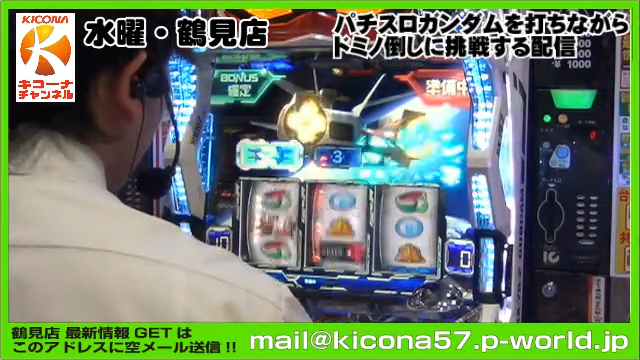 KICONA
キコーナ
チャンネル
水曜・鶴見店
パチスロガンダムを打ちながら
ドミノ倒しに挑戦する配信
BONUS
確定
準備中
3
1000
鶴見店 最新情報 GET は
このアドレスに空メール送信!!
mail@kicona57.p-world.jp